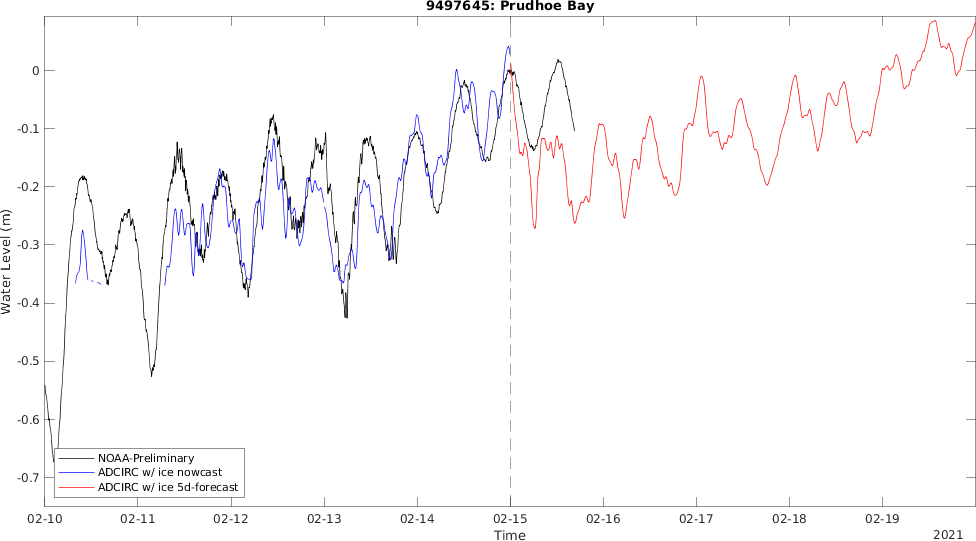 9497645: Prudhoe Bay
Water Level (m)
0
-0.1
-0.2
-0.3
-0.4
-0.5
-0.6
-0.7
NOAA-Preliminary
ADCIRC w/ ice nowcast
ADCIRC w/ ice 5d-forecast
02-10 02-11 02-12 02-13 02-14 02-15 02-16 02-17 02-18 02-19
Time
2021